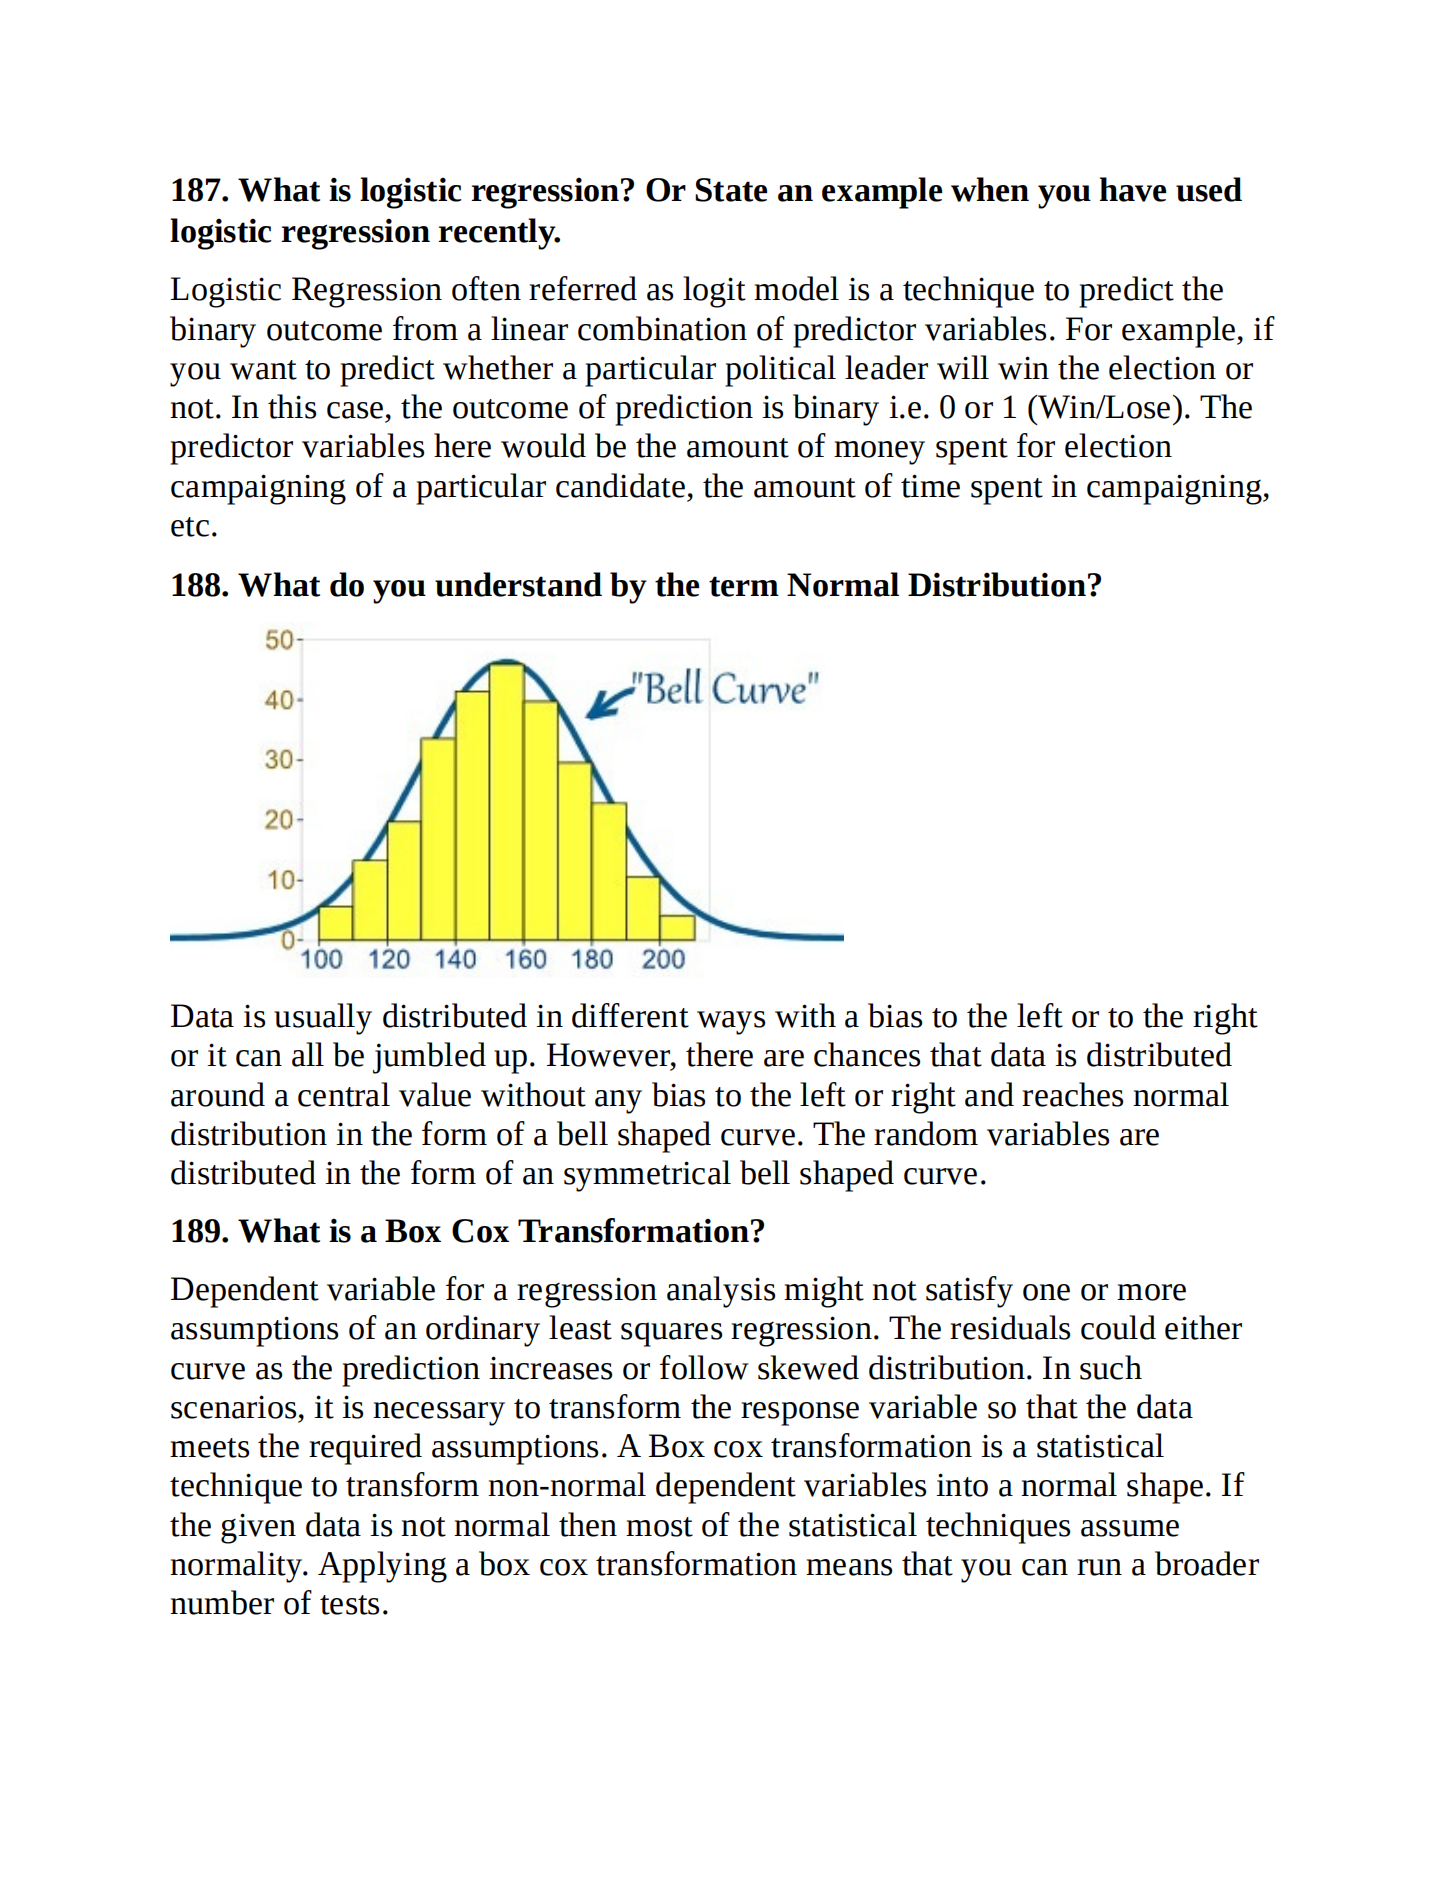 187. What is logistic regression? Or State an example when you have used
logistic regression recently.
Logistic Regression often referred as logit model is a technique to predict the
binary outcome from a linear combination of predictor variables. For example, if
you want to predict whether a particular political leader will win the election or
not. In this case, the outcome of prediction is binary i.e. 0 or 1 (Win/Lose). The
predictor variables here would be the amount of money spent for election
campaigning of a particular candidate, the amount of time spent in campaigning,
etc.
188. What do you understand by the term Normal Distribution?
50
"Bell Curve"
40
30
20
10
0
100 120 140 160 180 200
Data is usually distributed in different ways with a bias to the left or to the right
or it can all be jumbled up. However, there are chances that data is distributed
around a central value without any bias to the left or right and reaches normal
distribution in the form of a bell shaped curve. The random variables are
distributed in the form of an symmetrical bell shaped curve.
189. What is a Box Cox Transformation?
Dependent variable for a regression analysis might not satisfy one or more
assumptions of an ordinary least squares regression. The residuals could either
curve as the prediction increases or follow skewed distribution. In such
scenarios, it is necessary to transform the response variable so that the data
meets the required assumptions. A Box cox transformation is a statistical
technique to transform non-normal dependent variables into a normal shape. If
the given data is not normal then most of the statistical techniques assume
normality. Applying a box cox transformation means that you can run a broader
number of tests.